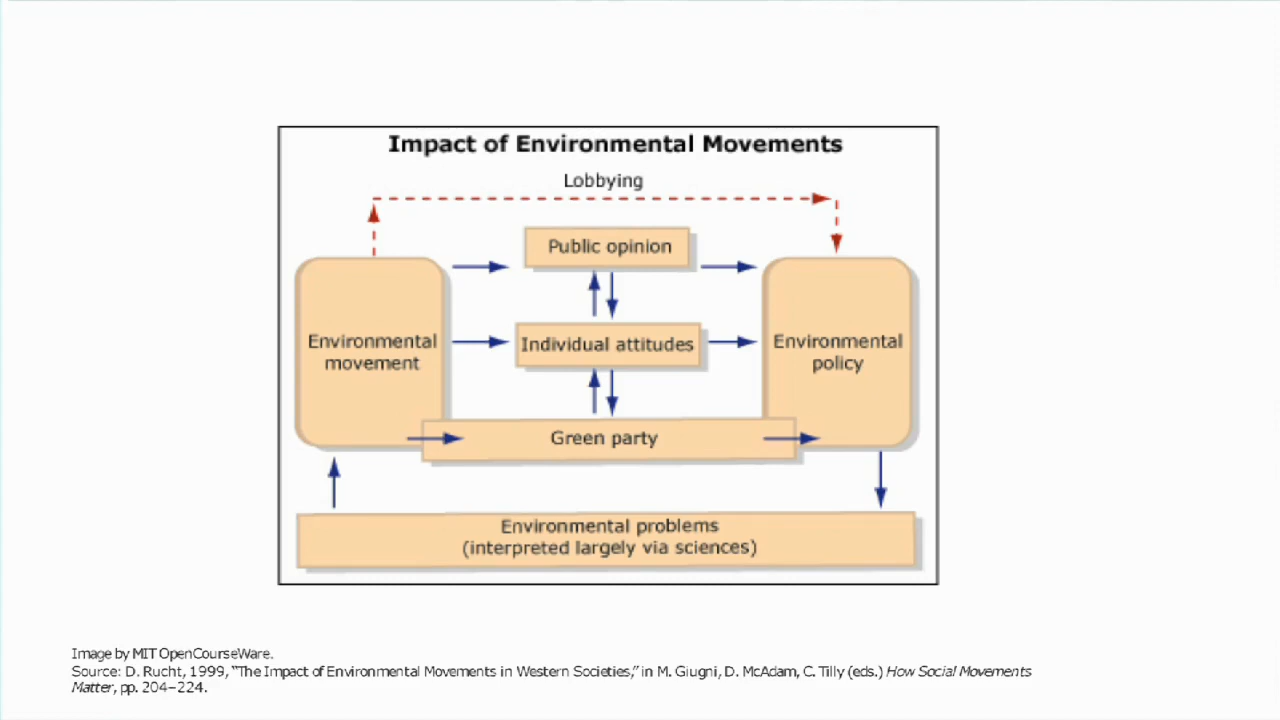 Impact of Environmental Movements
Lobbying
Public opinion
Environmental
movement
Individual attitudes
Environmental
policy
Green party
Environmental problems
(interpreted largely via sciences)
Image by MIT OpenCourseWare.
Source: D. Rucht, 1999, “The Impact of Environmental Movements in Western Societies,” in M. Giugni, D. McAdam, C. Tilly (eds.) How Social Movements
Matter, pp. 204–224.